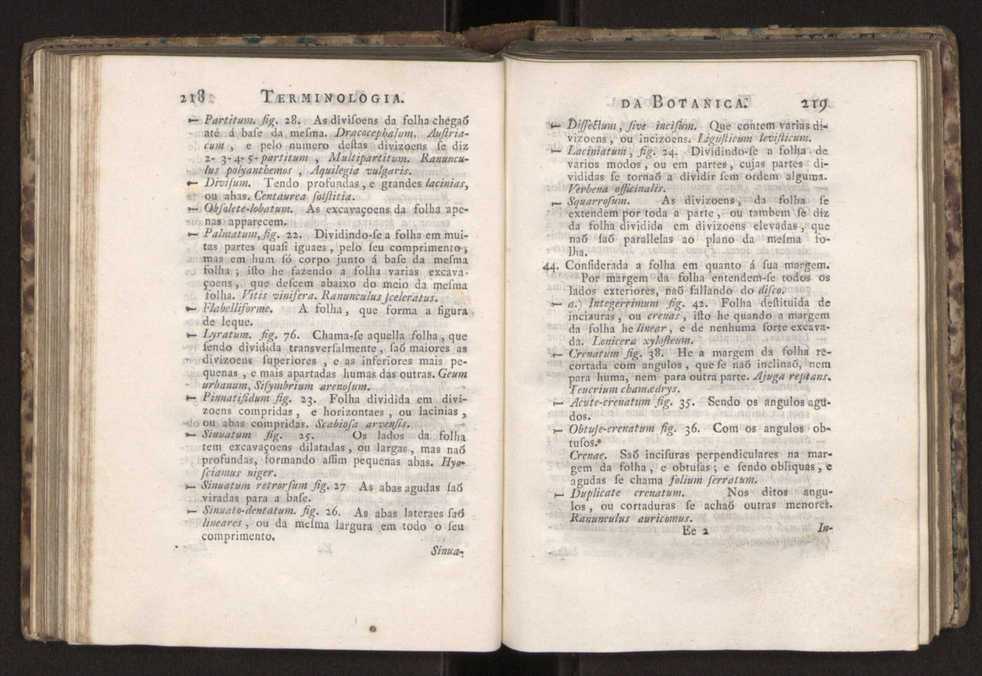 218 TERMINOLOGIA.
— Partitum. fig. 28. As divisoens da folha chegaõ
até á base da mesma. Dracocephasum. Austria-
cum , e pelo numero destas divizoens se diz
2- 3- 4- 5- partitum , Multipartitum. Ranuncu-
lus polyanthemos , Aquilegia vulgaris.
— Divisum. Tendo profundas, e grandes lacinias,
ou abas. Centaurea solstitia.
— Obsolete-lobatum. As excavaçoens da folha ape-
nas apparecem.
— Palmatum, fig. 22. Dividindo-se a folha em mui-
tas partes quasi iguaes , pelo seu comprimento,
mas em hum só corpo junto á base da mesma
folha ; isto he fazendo a folha varias excava-
çoens, que descem abaixo do meio da mesma
folha. Vitis vinifera. Ranunculus sceleratus.
— Flabelliforme. A folha , que forma a figura
de leque.
— Lyratum. fig. 76. Chama-se aquella folha, que
sendo dividida transversalmente, saõ maiores as
divizoens superiores , e as inferiores mais pe-
quenas , e mais apartadas humas das outras. Geum
urbanum, Sisymbrium arenosum.
— Pinnatifidum fig. 23. Folha dividida em divi-
zoens compridas, e horizontaes , ou lacinias ,
ou abas compridas. Scabiosa arvensis.
— Sinuatum fig. 25. Os lados da folha
tem excavaçoens dilatadas, ou largas, mas naõ
profundas, formando assim pequenas abas. Hyo-
sciamus niger.
— Sinuatum retrorsum fig. 27 As abas agudas saõ
viradas para a base.
— Sinuato-dentatum. fig. 26. As abas lateraes saõ
lineares, ou da mesma largura em todo o seu
comprimento.
Sinua-
DA BOTANICA. 219
— Dissectum, sive incisum. Que contem varias di-
vizoens, ou incizoens. Ligusticum levisticum.
— Laciniatum, fig. 24. Dividindo-se a folha de
varios modos, ou em partes, cujas partes di-
vididas se tornaõ a dividir sem ordem alguma.
Verbena officinalis.
— Squarrosum. As divizoens, da folha se
extendem por toda a parte, ou tambem se diz
da folha dividida em divizoens elevadas, que
naõ saõ parallelas ao plano da mesma fo-
lha.
44. Considerada a folha em quanto á sua margem.
Por margem da folha entendem-se todos os
lados exteriores, naõ fallando do disco.
— a.) Integerrimum fig. 42. Folha destituida de
incizuras, ou crenas, isto he quando a margem
da folha he linear, e de nenhuma sorte excava-
da. Lonicera xylosteum.
— Crenatum fig. 38. He a margem da folha re-
cortada com angulos, que se naõ inclinaõ, nem
para huma, nem para outra parte. Ajuga reptans.
Teucrium chamædrys.
— Acute-crenatum fig. 35. Sendo os angulos agu-
dos.
— Obtuse-crenatum fig. 36. Com os angulos ob-
tusos.
Crenae. Saõ incisuras perpendiculares na mar-
gem da folha, e obtusas; e sendo obliquas, e
agudas se chama folium serratum.
— Duplicate crenatum. Nos ditos angu-
los, ou cortaduras se achaõ outras menores.
Ranunculus auricomus.
Ee 2 In-